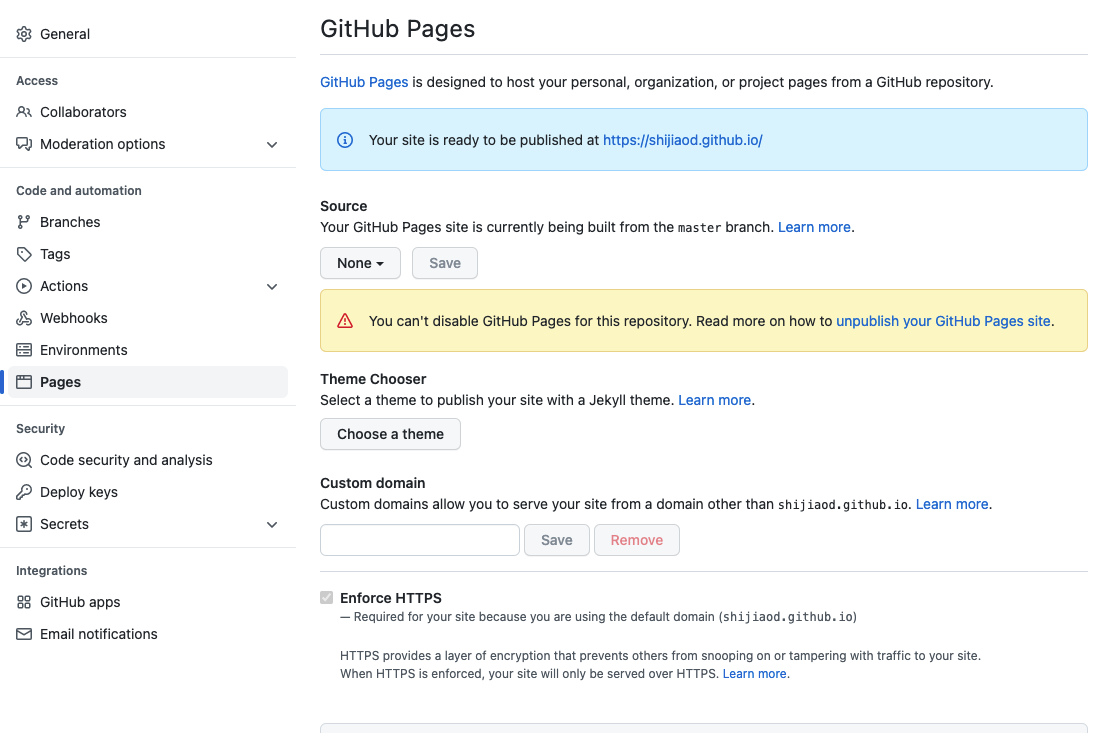 General
Access
Collaborators
Moderation options
Code and automation
Branches
Tags
Actions
Webhooks
Environments
Pages
Security
Code security and analysis
Deploy keys
Secrets
Integrations
GitHub apps
Email notifications
GitHub Pages
GitHub Pages is designed to host your personal, organization, or project pages from a GitHub repository.
Your site is ready to be published at https://shijiaod.github.io/
Source
Your GitHub Pages site is currently being built from the master branch. Learn more.
None Save
You can't disable GitHub Pages for this repository. Read more on how to unpublish your GitHub Pages site.
Theme Chooser
Select a theme to publish your site with a Jekyll theme. Learn more.
Choose a theme
Custom domain
Custom domains allow you to serve your site from a domain other than shijiaod.github.io. Learn more.
Save Remove
Enforce HTTPS
— Required for your site because you are using the default domain (shijiaod.github.io)
HTTPS provides a layer of encryption that prevents others from snooping on or tampering with traffic to your site.
When HTTPS is enforced, your site will only be served over HTTPS. Learn more.